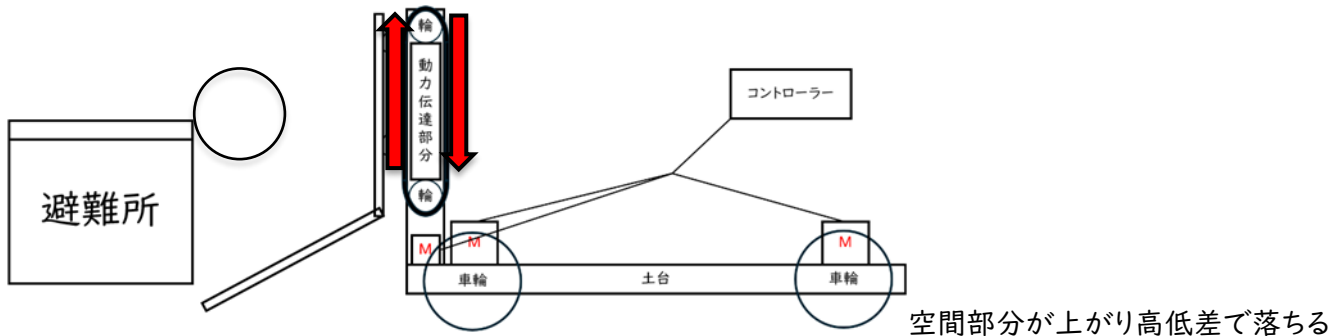 輪
動力伝達部分
輪
コントローラー
避難所
M
M
M
車輪
土台
車輪
空間部分が上がり高低差で落ちる